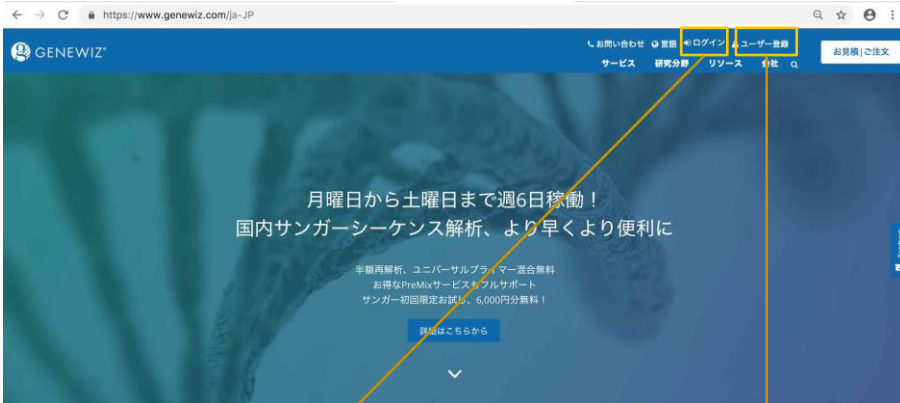 https://www.genewiz.com/ja-JP
GENEWIZ
お問い合わせ 言語 ログイン ユーザー登録
お見積|ご注文
サービス 研究分野 リソース 会社
月曜日から土曜日まで週6日稼働！
国内サンガーシーケンス解析、より早くより便利に
半額再解析、ユニバーサルプライマー混合無料
お得なPreMixサービスもフルサポート
サンガー初回限定お試し、6,000円分無料！
詳細はこちらから